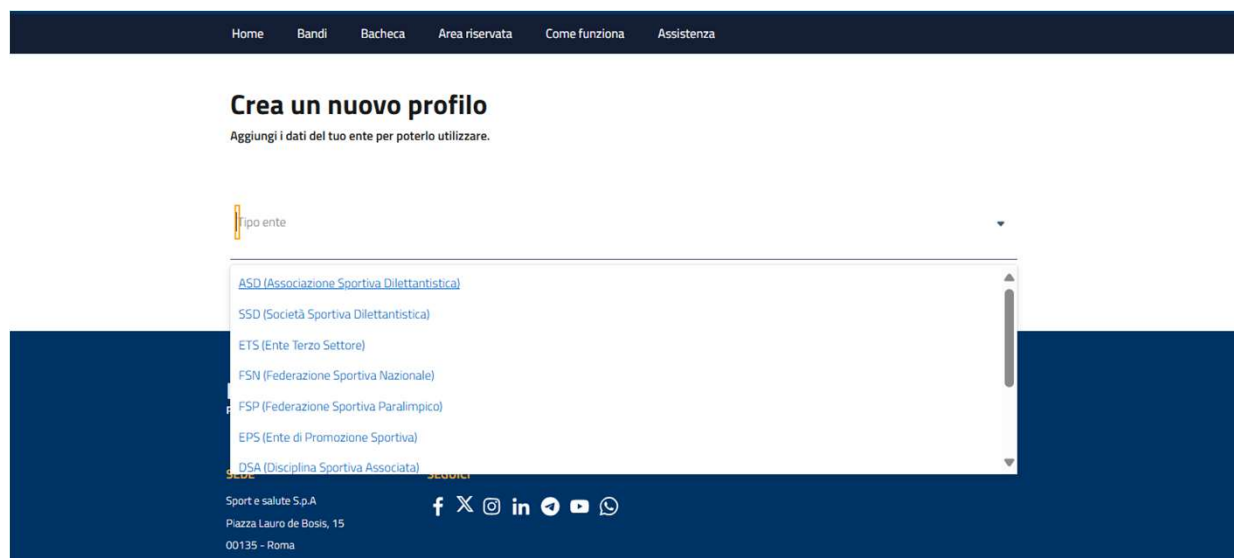 Home Bandi Bacheca Area riservata Come funziona Assistenza
Crea un nuovo profilo
Aggiungi i dati del tuo ente per poterlo utilizzare.
Tipo ente
ASD (Associazione Sportiva Dilettantistica)
SSD (Società Sportiva Dilettantistica)
ETS (Ente Terzo Settore)
FSN (Federazione Sportiva Nazionale)
FSP (Federazione Sportiva Paralimpico)
EPS (Ente di Promozione Sportiva)
DSA (Disciplina Sportiva Associata)
SEDE SEGUICI
Sport e salute S.p.A
Piazza Lauro de Bosis, 15
00135 - Roma